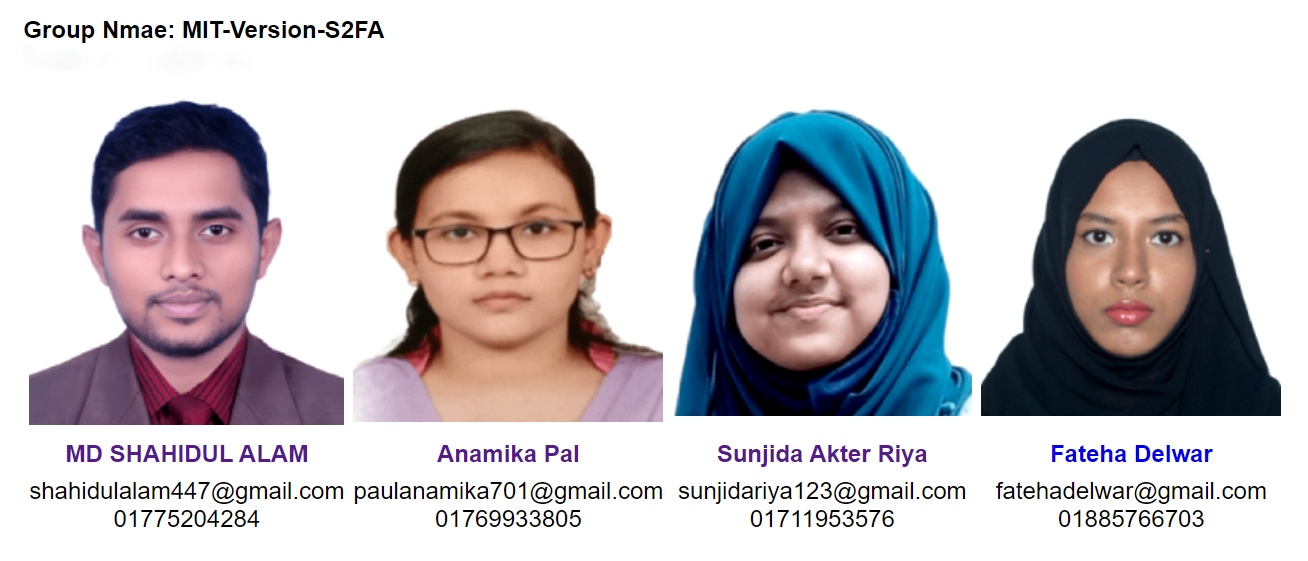 Group Nmae: MIT-Version-S2FA
MD SHAHIDUL ALAM
shahidulalam447@gmail.com
01775204284
Anamika Pal
paulanamika701@gmail.com
01769933805
Sunjida Akter Riya
sunjidariya123@gmail.com
01711953576
Fateha Delwar
fatehadelwar@gmail.com
01885766703